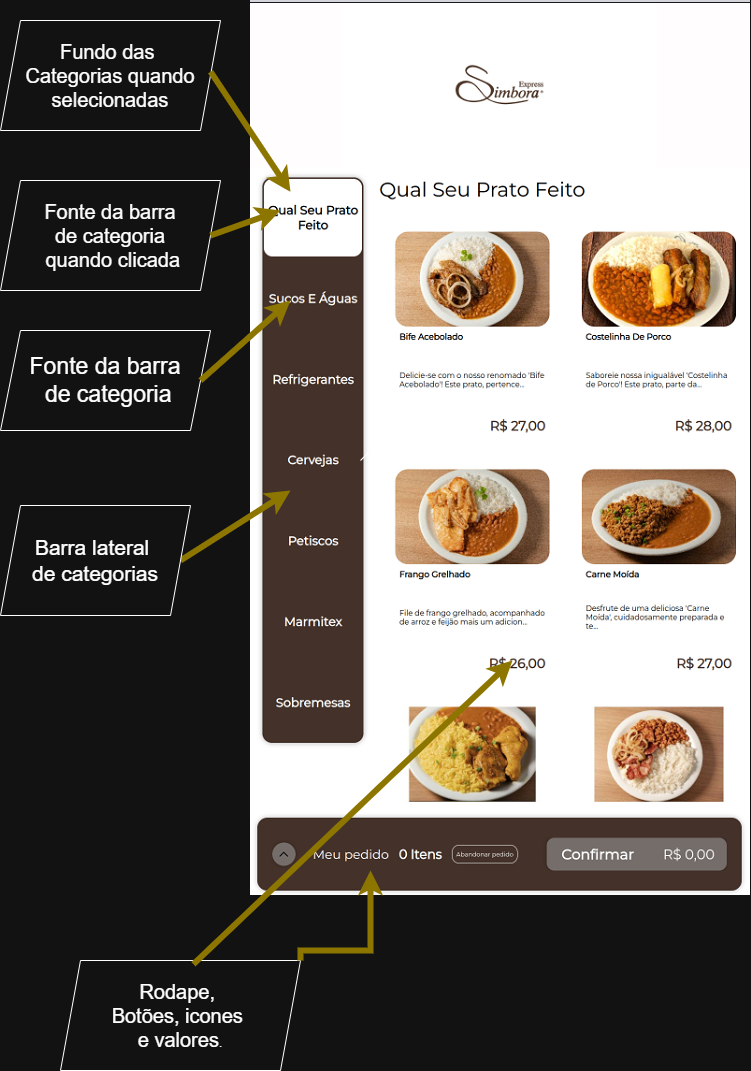 Fundo das
Categorias quando
selecionadas
Fonte da barra
de categoria
quando clicada
Fonte da barra
de categoria
Barra lateral
de categorias
Express
Simbora
Qual Seu Prato Feito
Qual Seu Prato
Feito
Sucos E Águas
Refrigerantes
Cervejas
Petiscos
Marmitex
Sobremesas
Bife Acebolado
Delicie-se com o nosso renomado 'Bife
Acebolado'! Este prato, pertence...
R$ 27,00
Costelinha De Porco
Saboreie nossa inigualável 'Costelinha
de Porco'! Este prato, parte da...
R$ 28,00
Frango Grelhado
File de frango grelhado, acompanhado
de arroz e feijão mais um adicion...
R$ 26,00
Carne Moída
Desfrute de uma deliciosa 'Carne
Moída', cuidadosamente preparada e
te...
R$ 27,00
Meu pedido 0 Itens Abandonar pedido Confirmar R$ 0,00
Rodape,
Botões, icones
e valores.